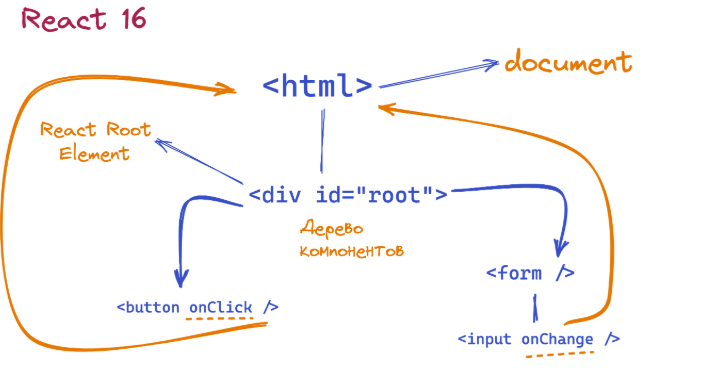 React 16
document
<html>
React Root
Element
<div id="root">
Дерево
компонентов
<form />
<button onClick />
<input onChange />